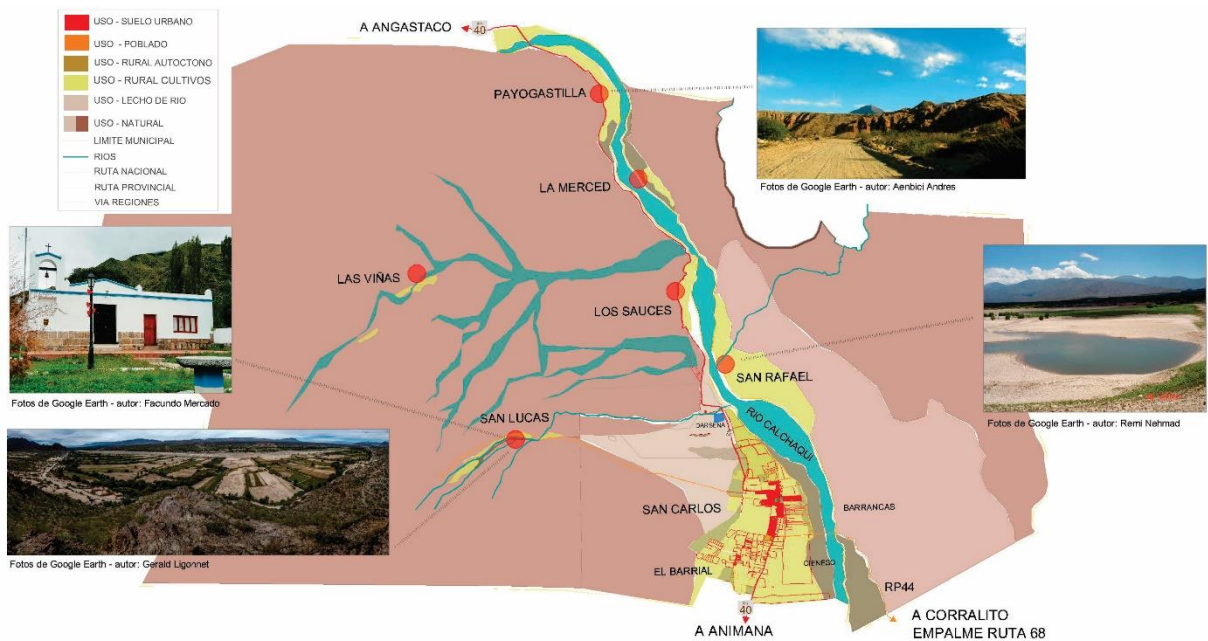 USO - SUELO URBANO
USO - POBLADO
USO - RURAL AUTOCTONO
USO - RURAL CULTIVOS
USO - LECHO DE RIO
USO - NATURAL
LIMITE MUNICIPAL
RIOS
RUTA NACIONAL
RUTA PROVINCIAL
VIA REGIONES
A ANGASTACO
40
PAYOGASTILLA
Fotos de Google Earth - autor: Aenbici Andres
LA MERCED
LAS VIÑAS
LOS SAUCES
SAN RAFAEL
Fotos de Google Earth - autor: Facundo Mercado
Fotos de Google Earth - autor: Remi Nehmad
SAN LUCAS
RIO CALCHAQUI
DARSENA
SAN CARLOS
BARRANCAS
Fotos de Google Earth - autor: Gerald Ligonnet
EL BARRIAL
CIENEGO
RP44
40
A ANIMANA
A CORRALITO
EMPALME RUTA 68